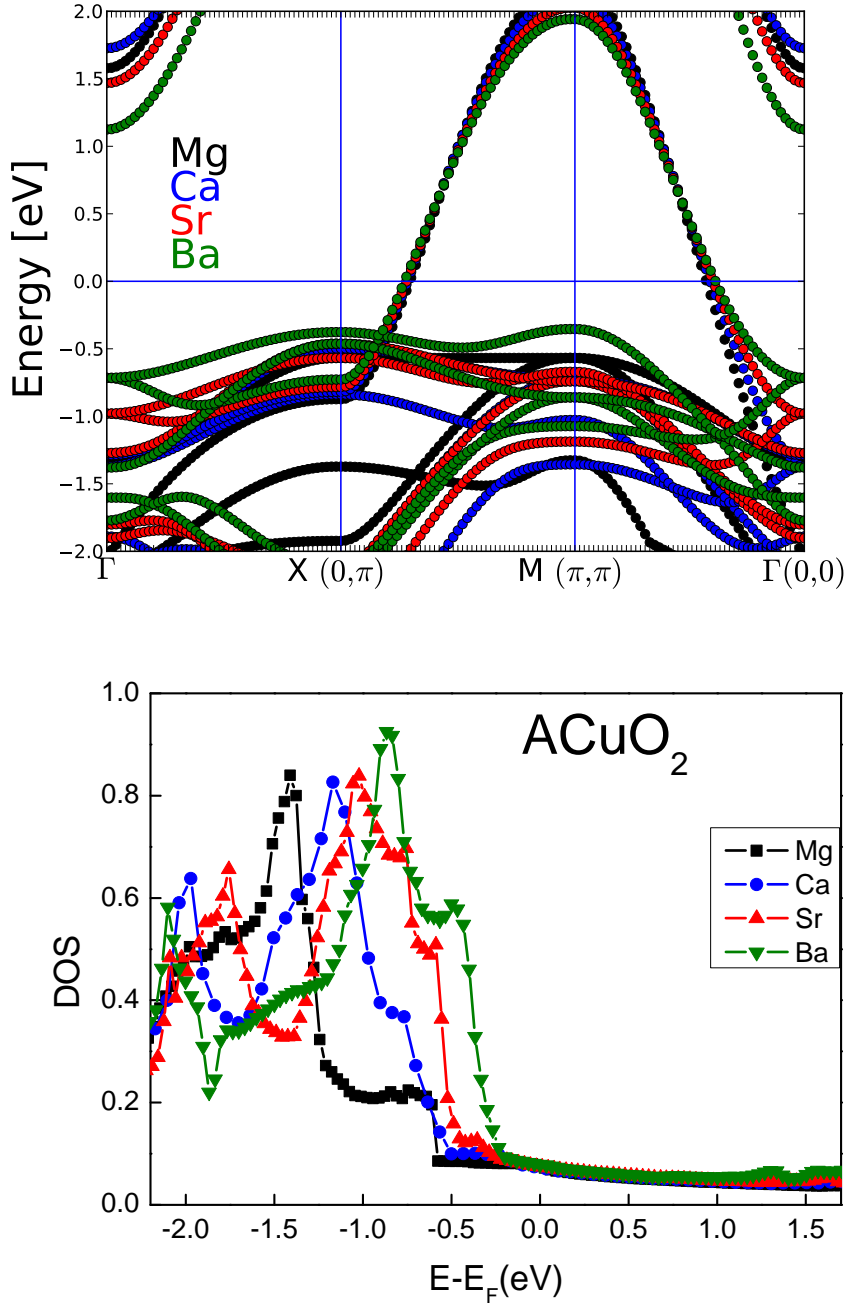 2.0
1.5
1.0
0.5
0.0
−0.5
−1.0
−1.5
−2.0
Energy [eV]
Mg
Ca
Sr
Ba
Γ
X (0,π)
M (π,π)
Γ(0,0)
ACuO₂
1.0
0.8
0.6
0.4
0.2
0.0
DOS
Mg
Ca
Sr
Ba
-2.0 -1.5 -1.0 -0.5 0.0 0.5 1.0 1.5
E-E_F(eV)